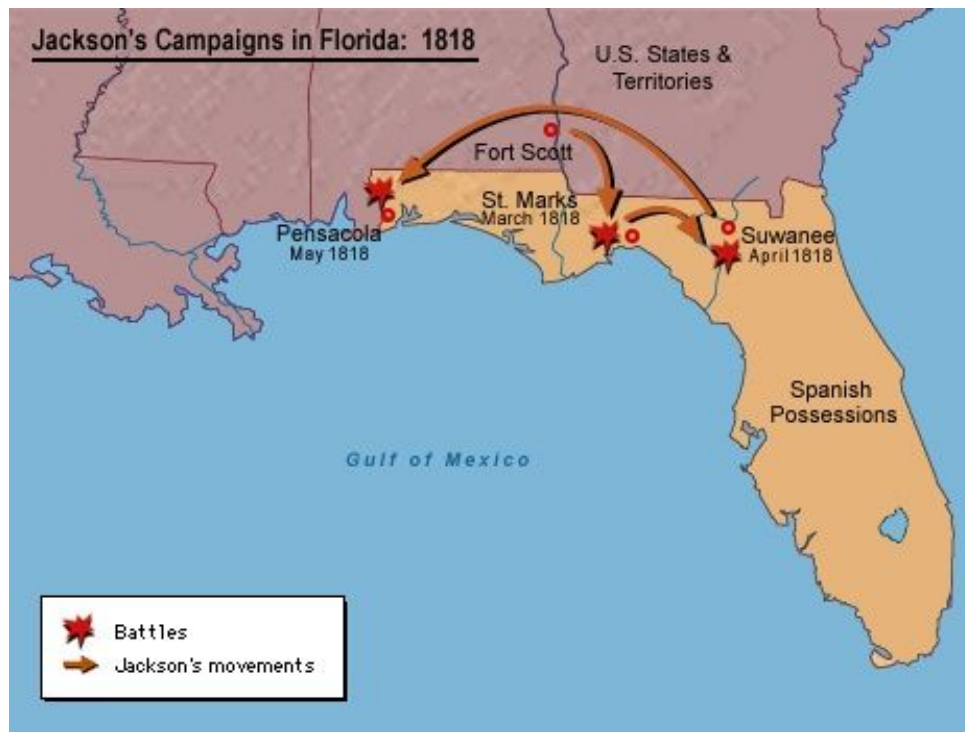 Jackson's Campaigns in Florida: 1818
U.S. States &
Territories
Fort Scott
St. Marks
March 1818
Pensacola
May 1818
Suwanee
April 1818
Spanish
Possessions
Gulf of Mexico
Battles
Jackson's movements